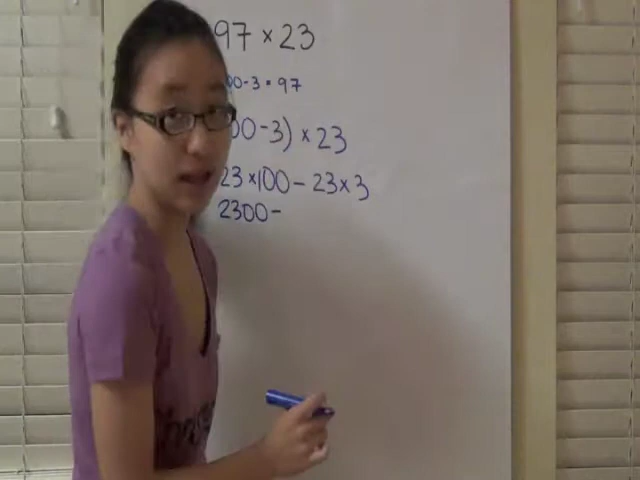 97 × 23
00-3 = 97
00-3) × 23
23 × 100 - 23 × 3
2300 -